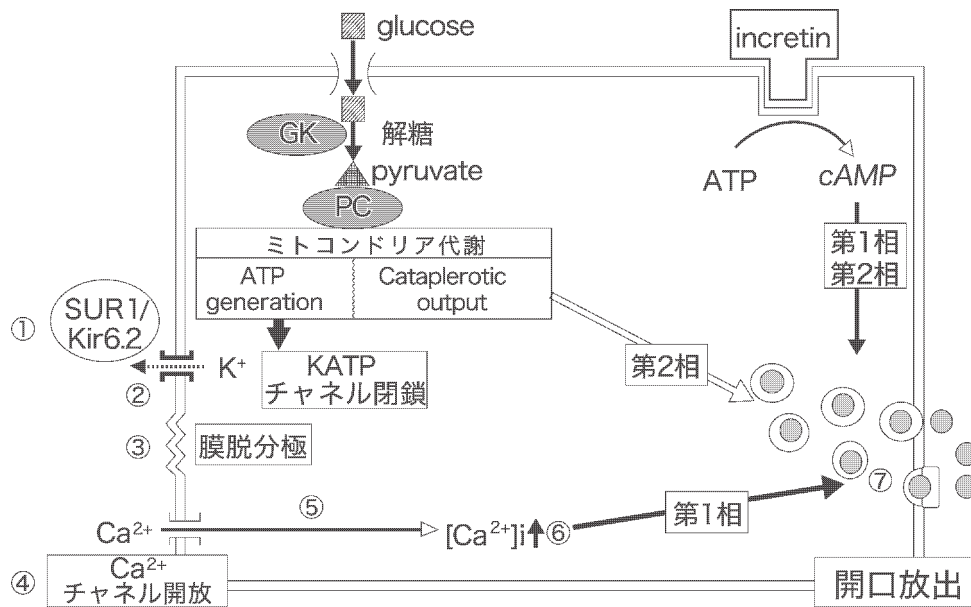 glucose
incretin
GK
解糖
pyruvate
PC
ATP
cAMP
ミトコンドリア代謝
ATP
generation
Cataplerotic
output
第1相
第2相
①
SUR1/
Kir6.2
②
K⁺
KATP
チャネル閉鎖
第2相
③
膜脱分極
⑤
Ca²⁺
[Ca²⁺]i
⑥
第1相
⑦
④
Ca²⁺
チャネル開放
開口放出